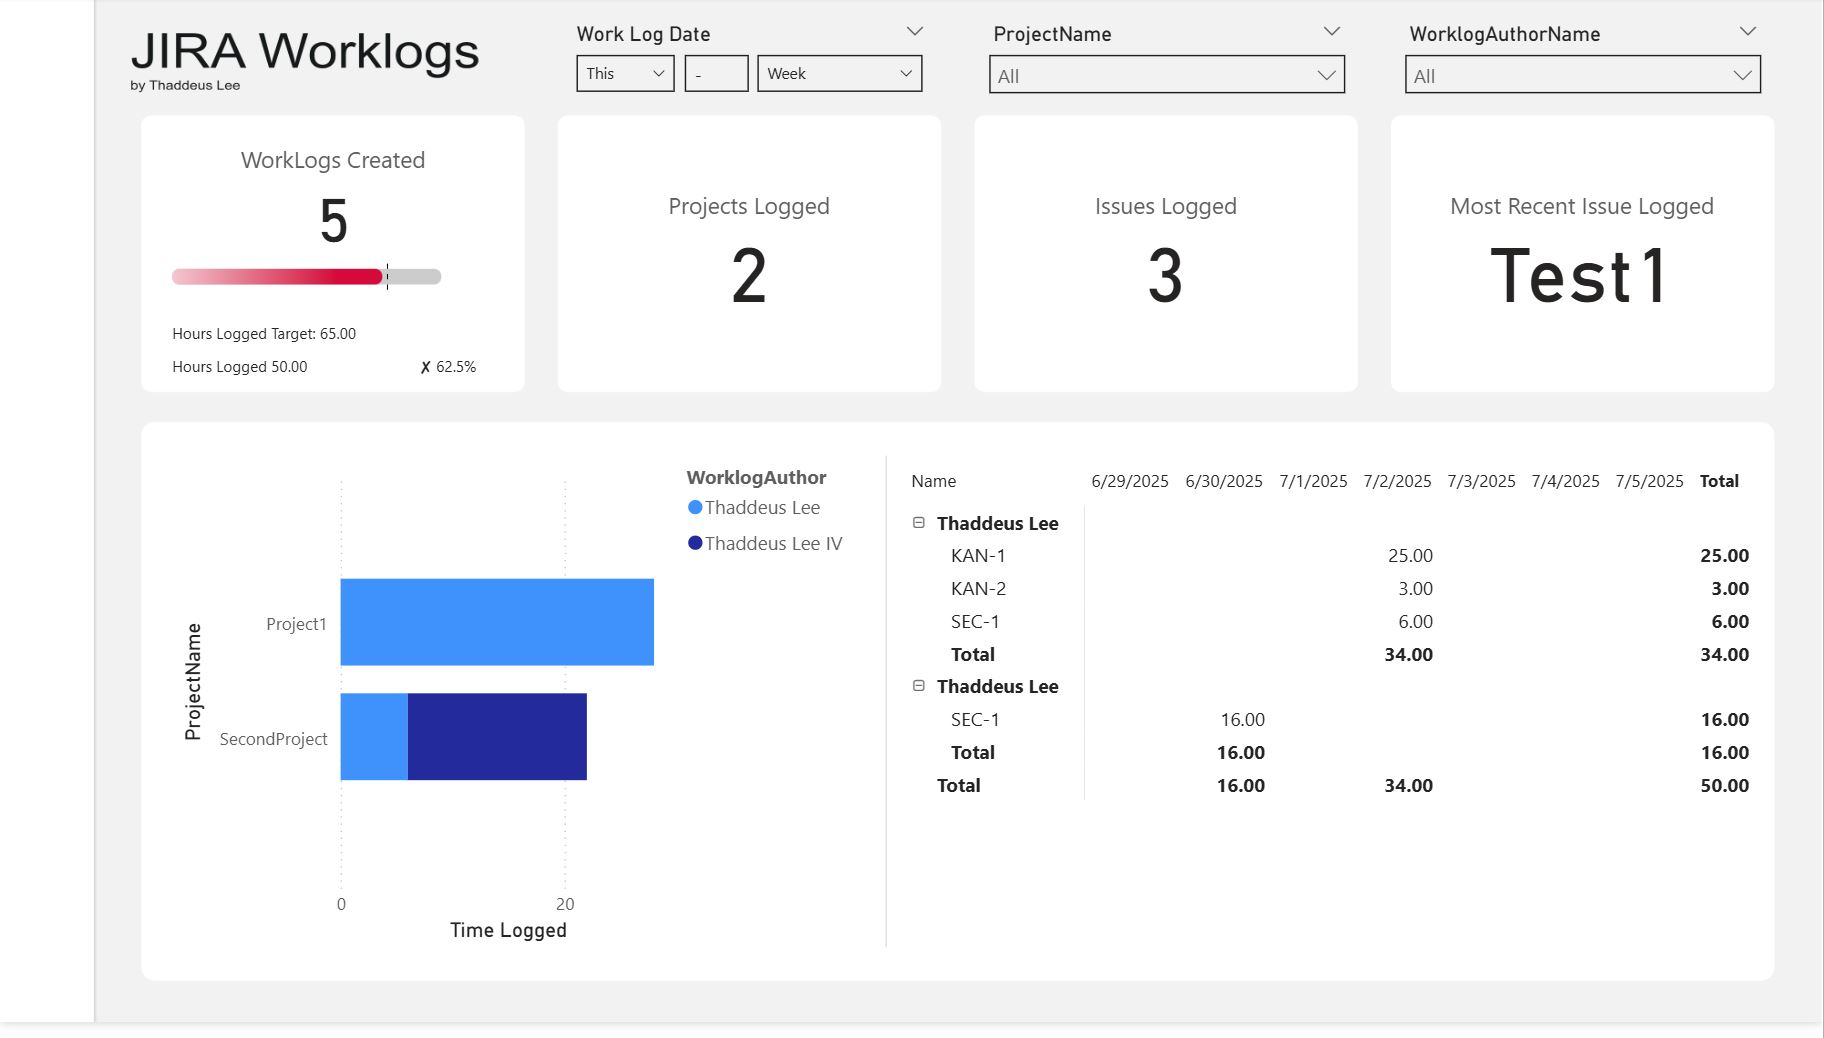 JIRA Worklogs
by Thaddeus Lee
Work Log Date
This - Week
ProjectName
All
WorklogAuthorName
All
WorkLogs Created
5
Hours Logged Target: 65.00
Hours Logged 50.00 ✗ 62.5%
Projects Logged
2
Issues Logged
3
Most Recent Issue Logged
Test1
WorklogAuthor
Thaddeus Lee
Thaddeus Lee IV
ProjectName
Project1
SecondProject
0 20
Time Logged
Name 6/29/2025 6/30/2025 7/1/2025 7/2/2025 7/3/2025 7/4/2025 7/5/2025 Total
Thaddeus Lee
KAN-1 25.00 25.00
KAN-2 3.00 3.00
SEC-1 6.00 6.00
Total 34.00 34.00
Thaddeus Lee
SEC-1 16.00 16.00
Total 16.00 16.00
Total 16.00 34.00 50.00